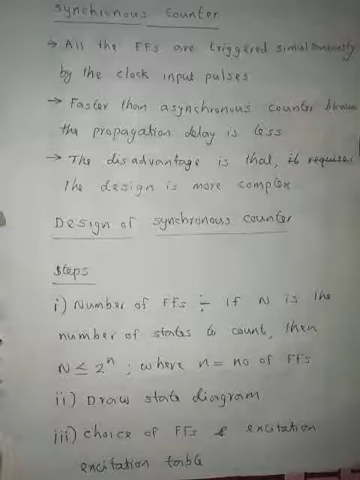 Synchronous Counter
→ All the FFs are triggered simultaneously
by the clock input pulses
→ Faster than asynchronous counter because
the propagation delay is less
→ The disadvantage is that, it requires
the design is more complex
Design of synchronous counter
Steps
i) Number of FFs ÷ If N is the
number of states to count, then
N ≤ 2ⁿ ; where n = no of FFs
ii) Draw state diagram
iii) choice of FFs & excitation
excitation table